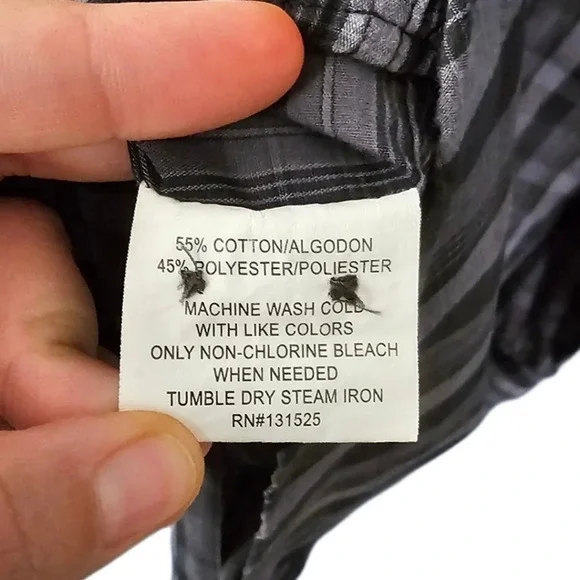 55% COTTON/ALGODON
45% POLYESTER/POLIESTER
MACHINE WASH COLD
WITH LIKE COLORS
ONLY NON-CHLORINE BLEACH
WHEN NEEDED
TUMBLE DRY STEAM IRON
RN#131525